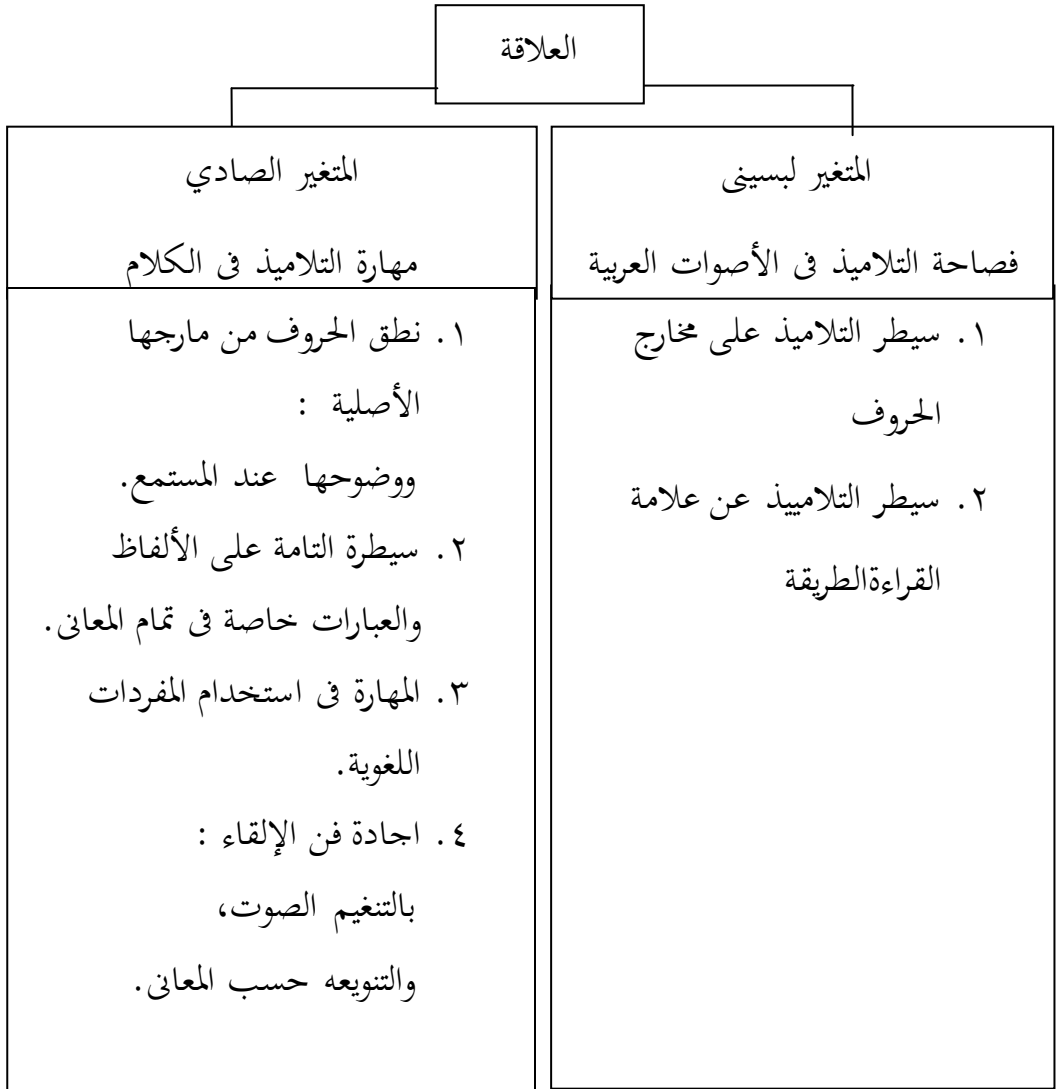 العلاقة
المتغير لبسينى
فصاحة التلاميذ فى الأصوات العربية
١. سيطر التلاميذ على مخارج
الحروف
٢. سيطر التلامييذ عن علامة
القراءةالطريقة
المتغير الصادي
مهارة التلاميذ فى الكلام
١. نطق الحروف من مارجها
الأصلية :
ووضوحها عند المستمع.
٢. سيطرة التامة على الألفاظ
والعبارات خاصة فى تمام المعانى.
٣. المهارة فى استخدام المفردات
اللغوية.
٤. اجادة فن الإلقاء :
بالتنغيم الصوت،
والتنويعه حسب المعانى.